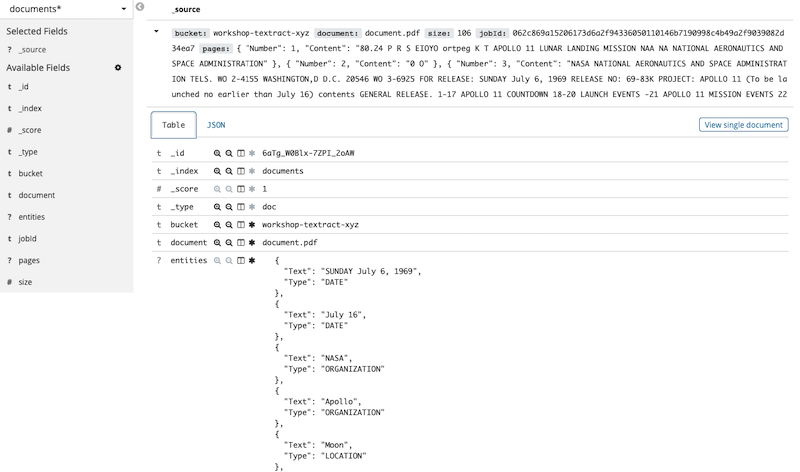 documents*
Selected Fields
? _source
Available Fields
t _id
t _index
# _score
t _type
t bucket
t document
? entities
t jobId
? pages
# size
_source
bucket: workshop-textract-xyz document: document.pdf size: 106 jobId: 062c869a15206173d6a2f94336050110146b7190998c4b49a2f9039082d
34ea7 pages: { "Number": 1, "Content": "80.24 P R S EIOYO ortpeg K T APOLLO 11 LUNAR LANDING MISSION NAA NA NATIONAL AERONAUTICS AND
SPACE ADMINISTRATION" }, { "Number": 2, "Content": "0 O" }, { "Number": 3, "Content": "NASA NATIONAL AERONAUTICS AND SPACE ADMINISTRAT
ION TELS. WO 2-4155 WASHINGTON,D D.C. 20546 WO 3-6925 FOR RELEASE: SUNDAY July 6, 1969 RELEASE NO: 69-83K PROJECT: APOLLO 11 (To be la
unched no earlier than July 16) contents GENERAL RELEASE. 1-17 APOLLO 11 COUNTDOWN 18-20 LAUNCH EVENTS -21 APOLLO 11 MISSION EVENTS 22
Table JSON View single document
t _id 6aTg_W0Blx-7ZPI_2oAW
t _index documents
# _score 1
t _type doc
t bucket workshop-textract-xyz
t document document.pdf
? entities {
"Text": "SUNDAY July 6, 1969",
"Type": "DATE"
},
{
"Text": "July 16",
"Type": "DATE"
},
{
"Text": "NASA",
"Type": "ORGANIZATION"
},
{
"Text": "Apollo",
"Type": "ORGANIZATION"
},
{
"Text": "Moon",
"Type": "LOCATION"
},